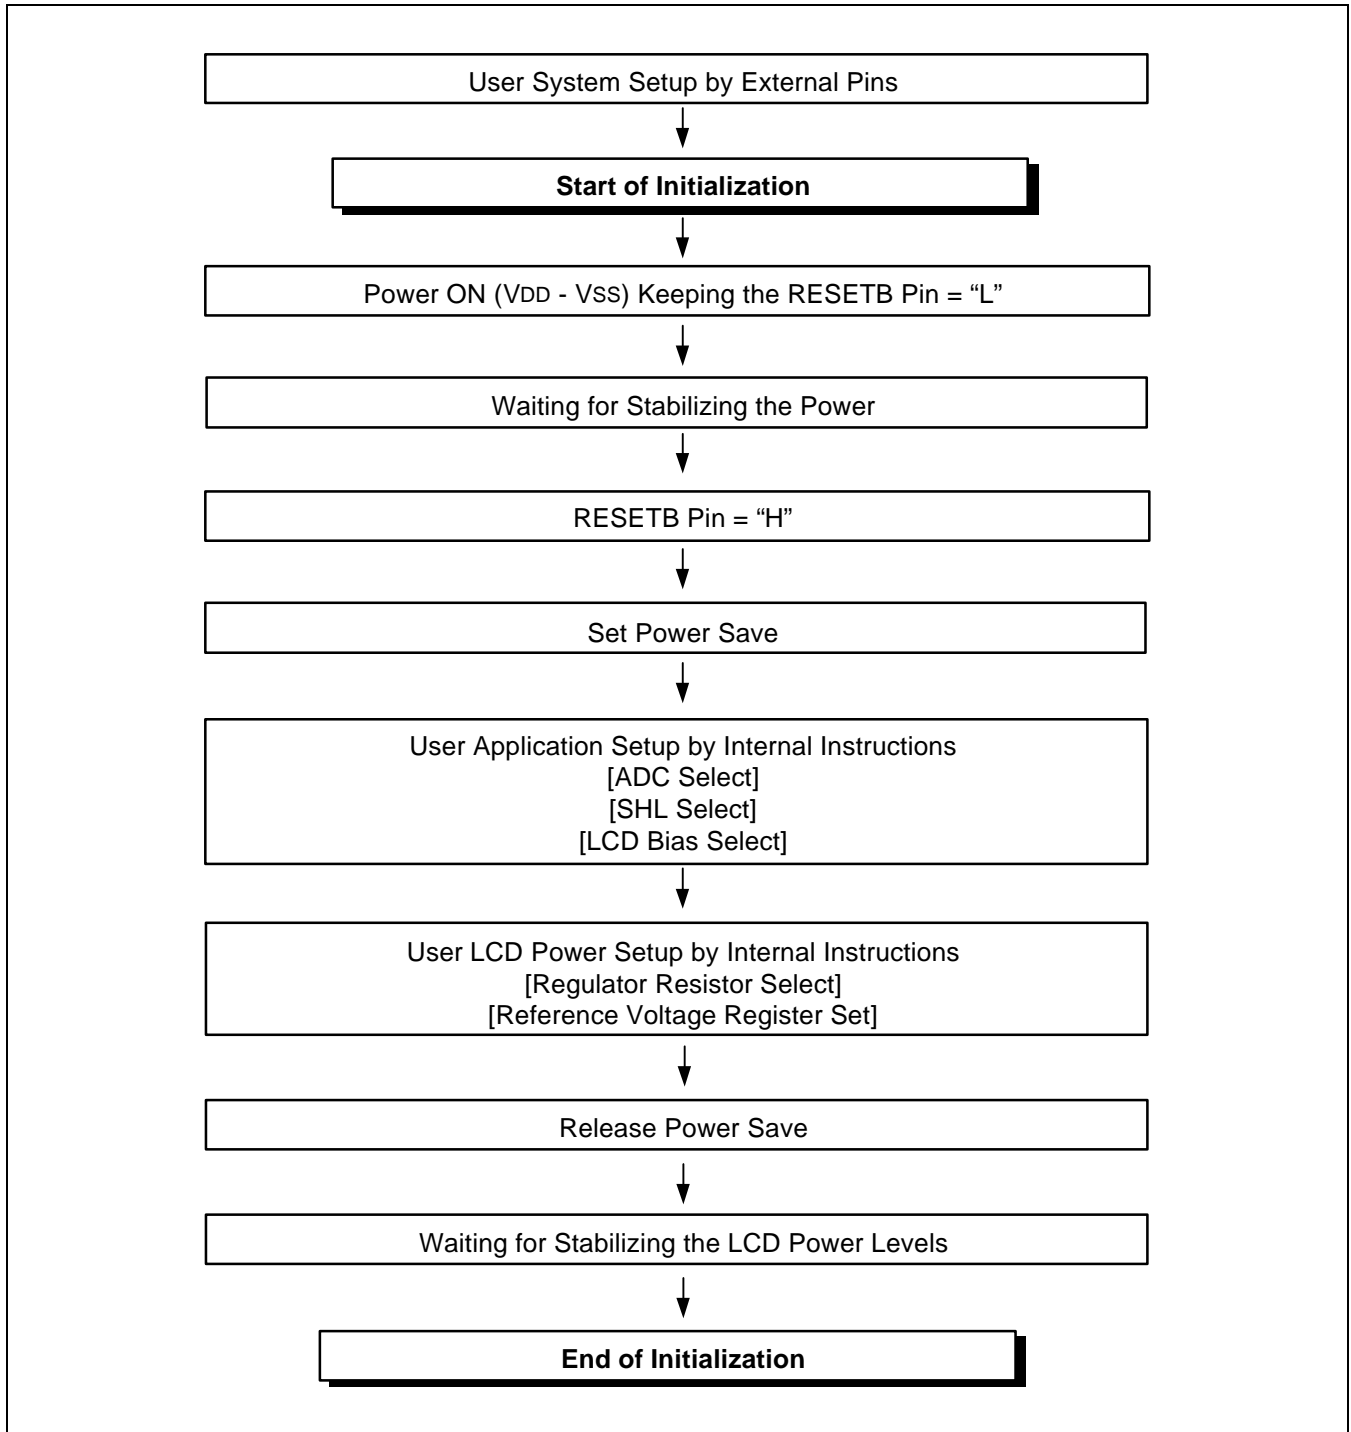 User System Setup by External Pins
Start of Initialization
Power ON (VDD - VSS) Keeping the RESETB Pin = “L”
Waiting for Stabilizing the Power
RESETB Pin = “H”
Set Power Save
User Application Setup by Internal Instructions
[ADC Select]
[SHL Select]
[LCD Bias Select]
User LCD Power Setup by Internal Instructions
[Regulator Resistor Select]
[Reference Voltage Register Set]
Release Power Save
Waiting for Stabilizing the LCD Power Levels
End of Initialization